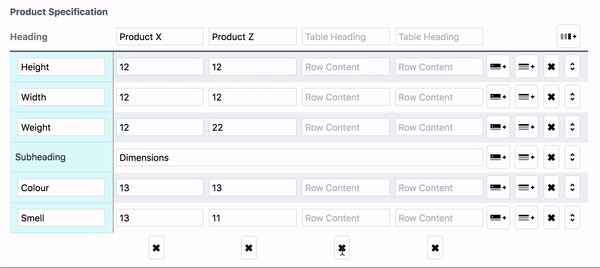 Product Specification
Heading Product X Product Z Table Heading Table Heading
Height 12 12 Row Content Row Content
Width 12 12 Row Content Row Content
Weight 12 22 Row Content Row Content
Subheading Dimensions
Colour 13 13 Row Content Row Content
Smell 13 11 Row Content Row Content